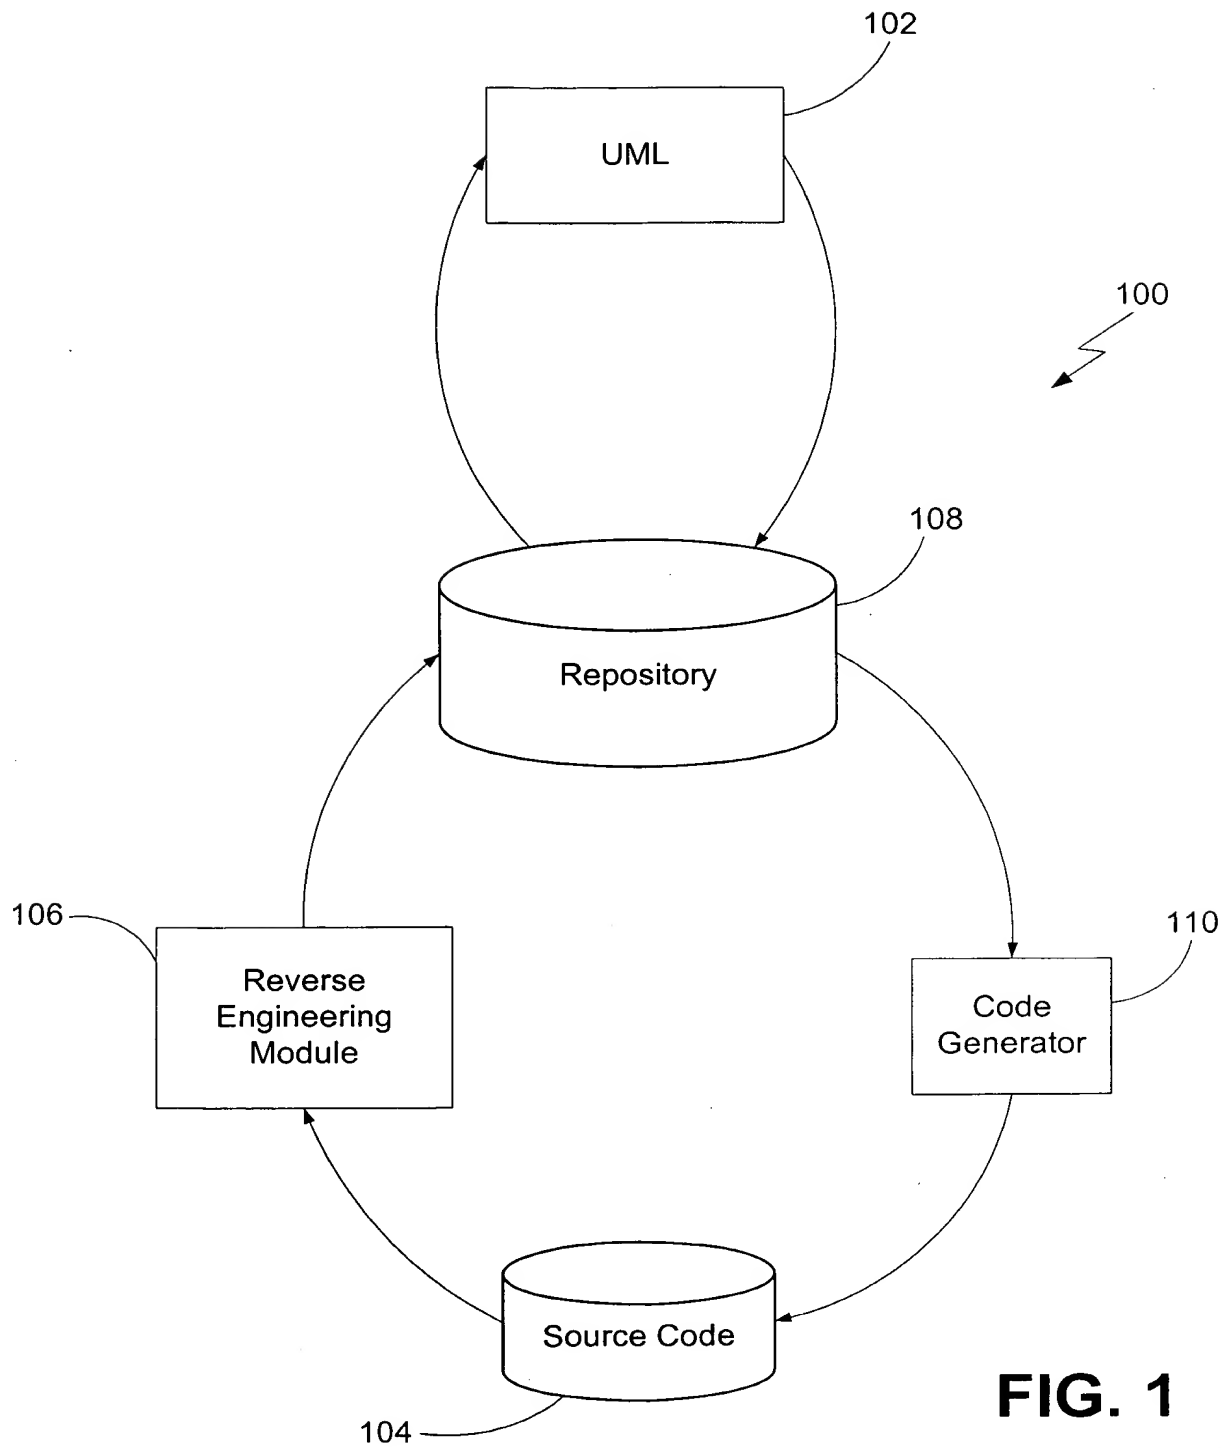 102
UML
100
108
Repository
106
Reverse
Engineering
Module
110
Code
Generator
Source Code
104
FIG. 1